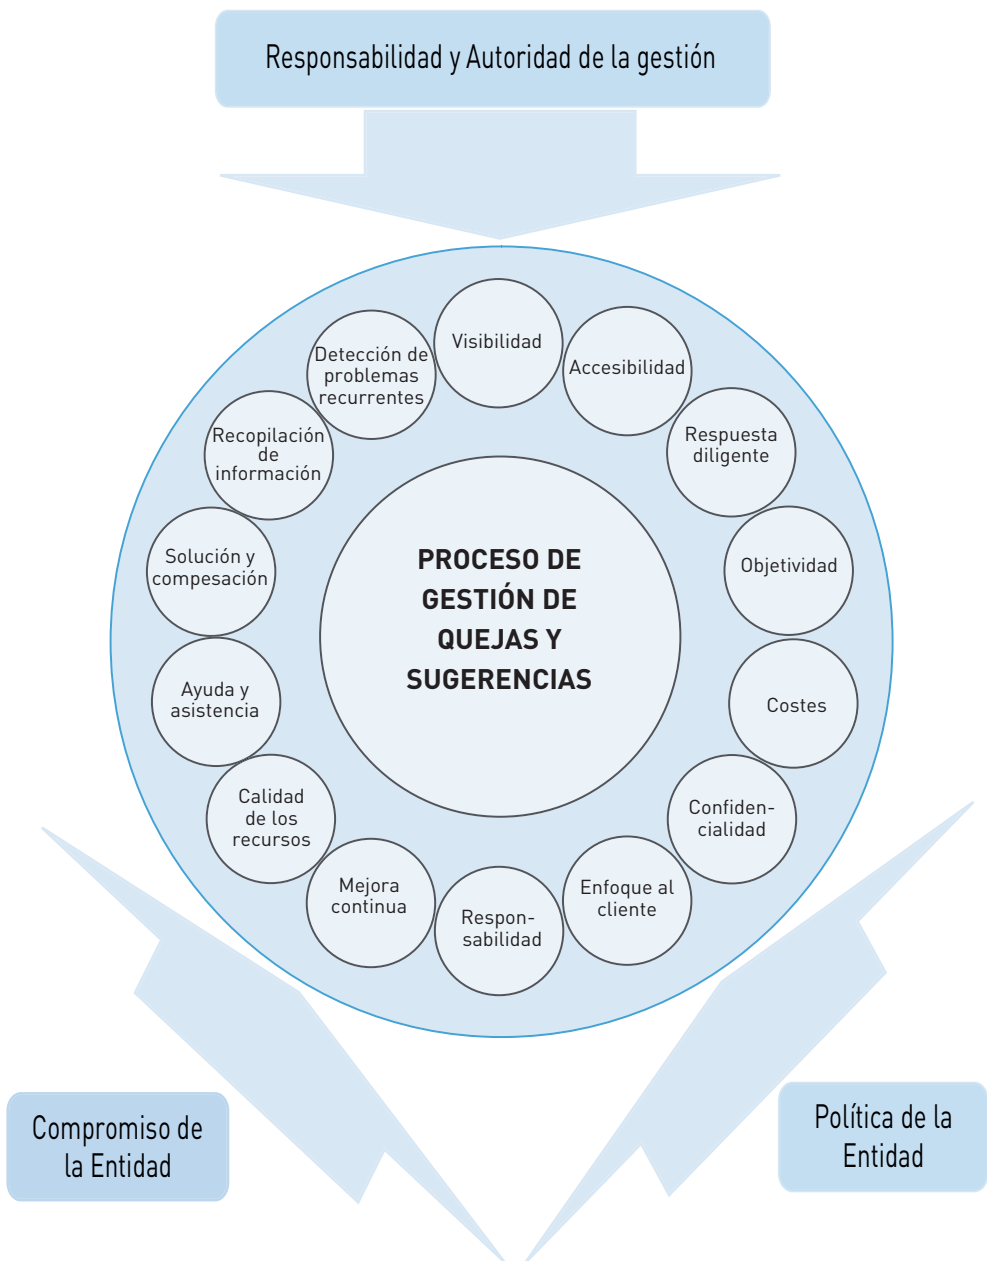 Responsabilidad y Autoridad de la gestión
Visibilidad
Accesibilidad
Respuesta
diligente
Objetividad
Costes
Confiden-
cialidad
Enfoque al
cliente
Respon-
sabilidad
Mejora
continua
Calidad
de los
recursos
Ayuda y
asistencia
Solución y
compesación
Recopilación
de
información
Detección de
problemas
recurrentes
PROCESO DE
GESTIÓN DE
QUEJAS Y
SUGERENCIAS
Compromiso de
la Entidad
Política de la
Entidad